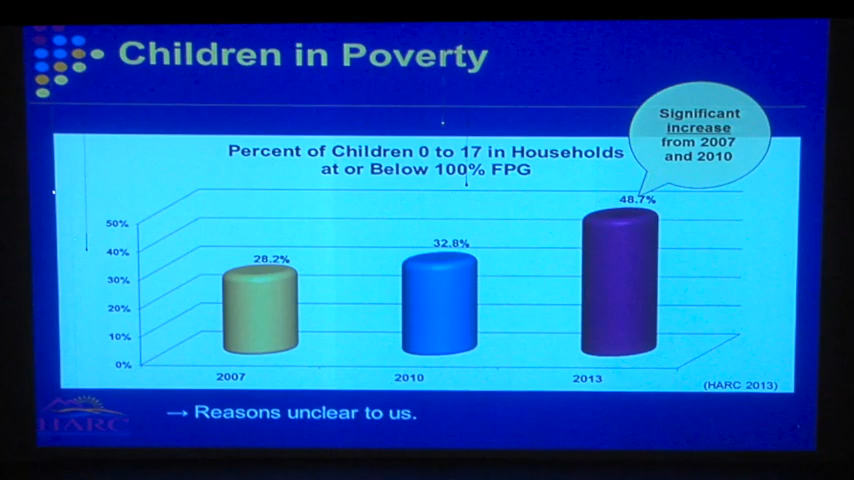 Children in Poverty
Significant
increase
from 2007
and 2010
Percent of Children 0 to 17 in Households
at or Below 100% FPG
50%
40%
30%
20%
10%
0%
28.2%
32.8%
48.7%
2007
2010
2013
(HARC 2013)
→ Reasons unclear to us.
HARC